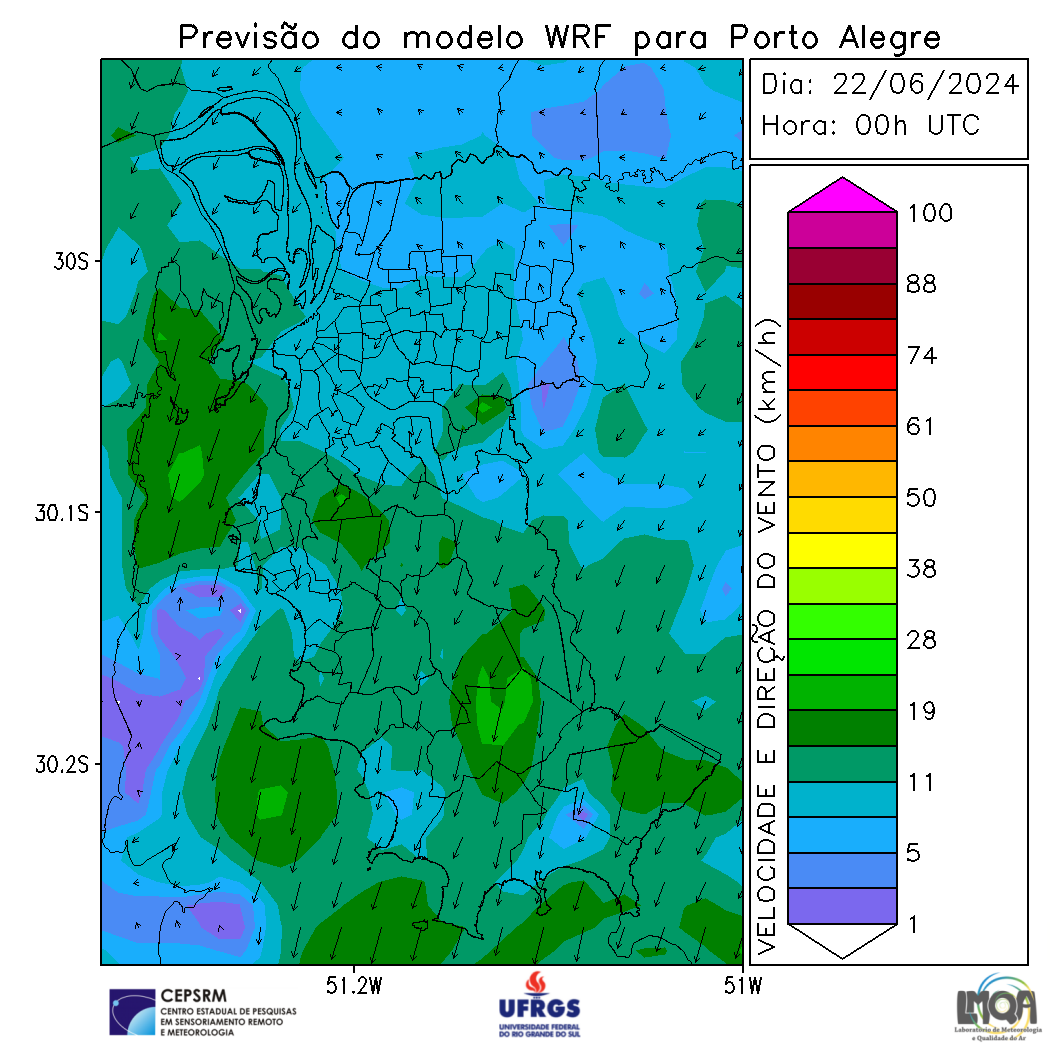 Previsão do modelo WRF para Porto Alegre
Dia: 22/06/2024
Hora: 00h UTC
30S
30.1S
30.2S
51.2W
51W
VELOCIDADE E DIREÇÃO DO VENTO (km/h)
100
88
74
61
50
38
28
19
11
5
1
CEPSRM
CENTRO ESTADUAL DE PESQUISAS
EM SENSORIAMENTO REMOTO
E METEOROLOGIA
UFRGS
UNIVERSIDADE FEDERAL
DO RIO GRANDE DO SUL
LMQA
Laboratório de Meteorologia
e Qualidade do Ar